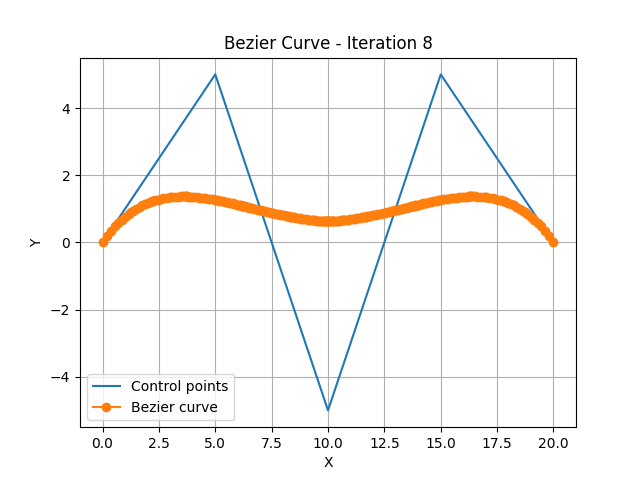 Bezier Curve - Iteration 8
Y
4
2
0
−2
−4
Control points
Bezier curve
0.0 2.5 5.0 7.5 10.0 12.5 15.0 17.5 20.0
X